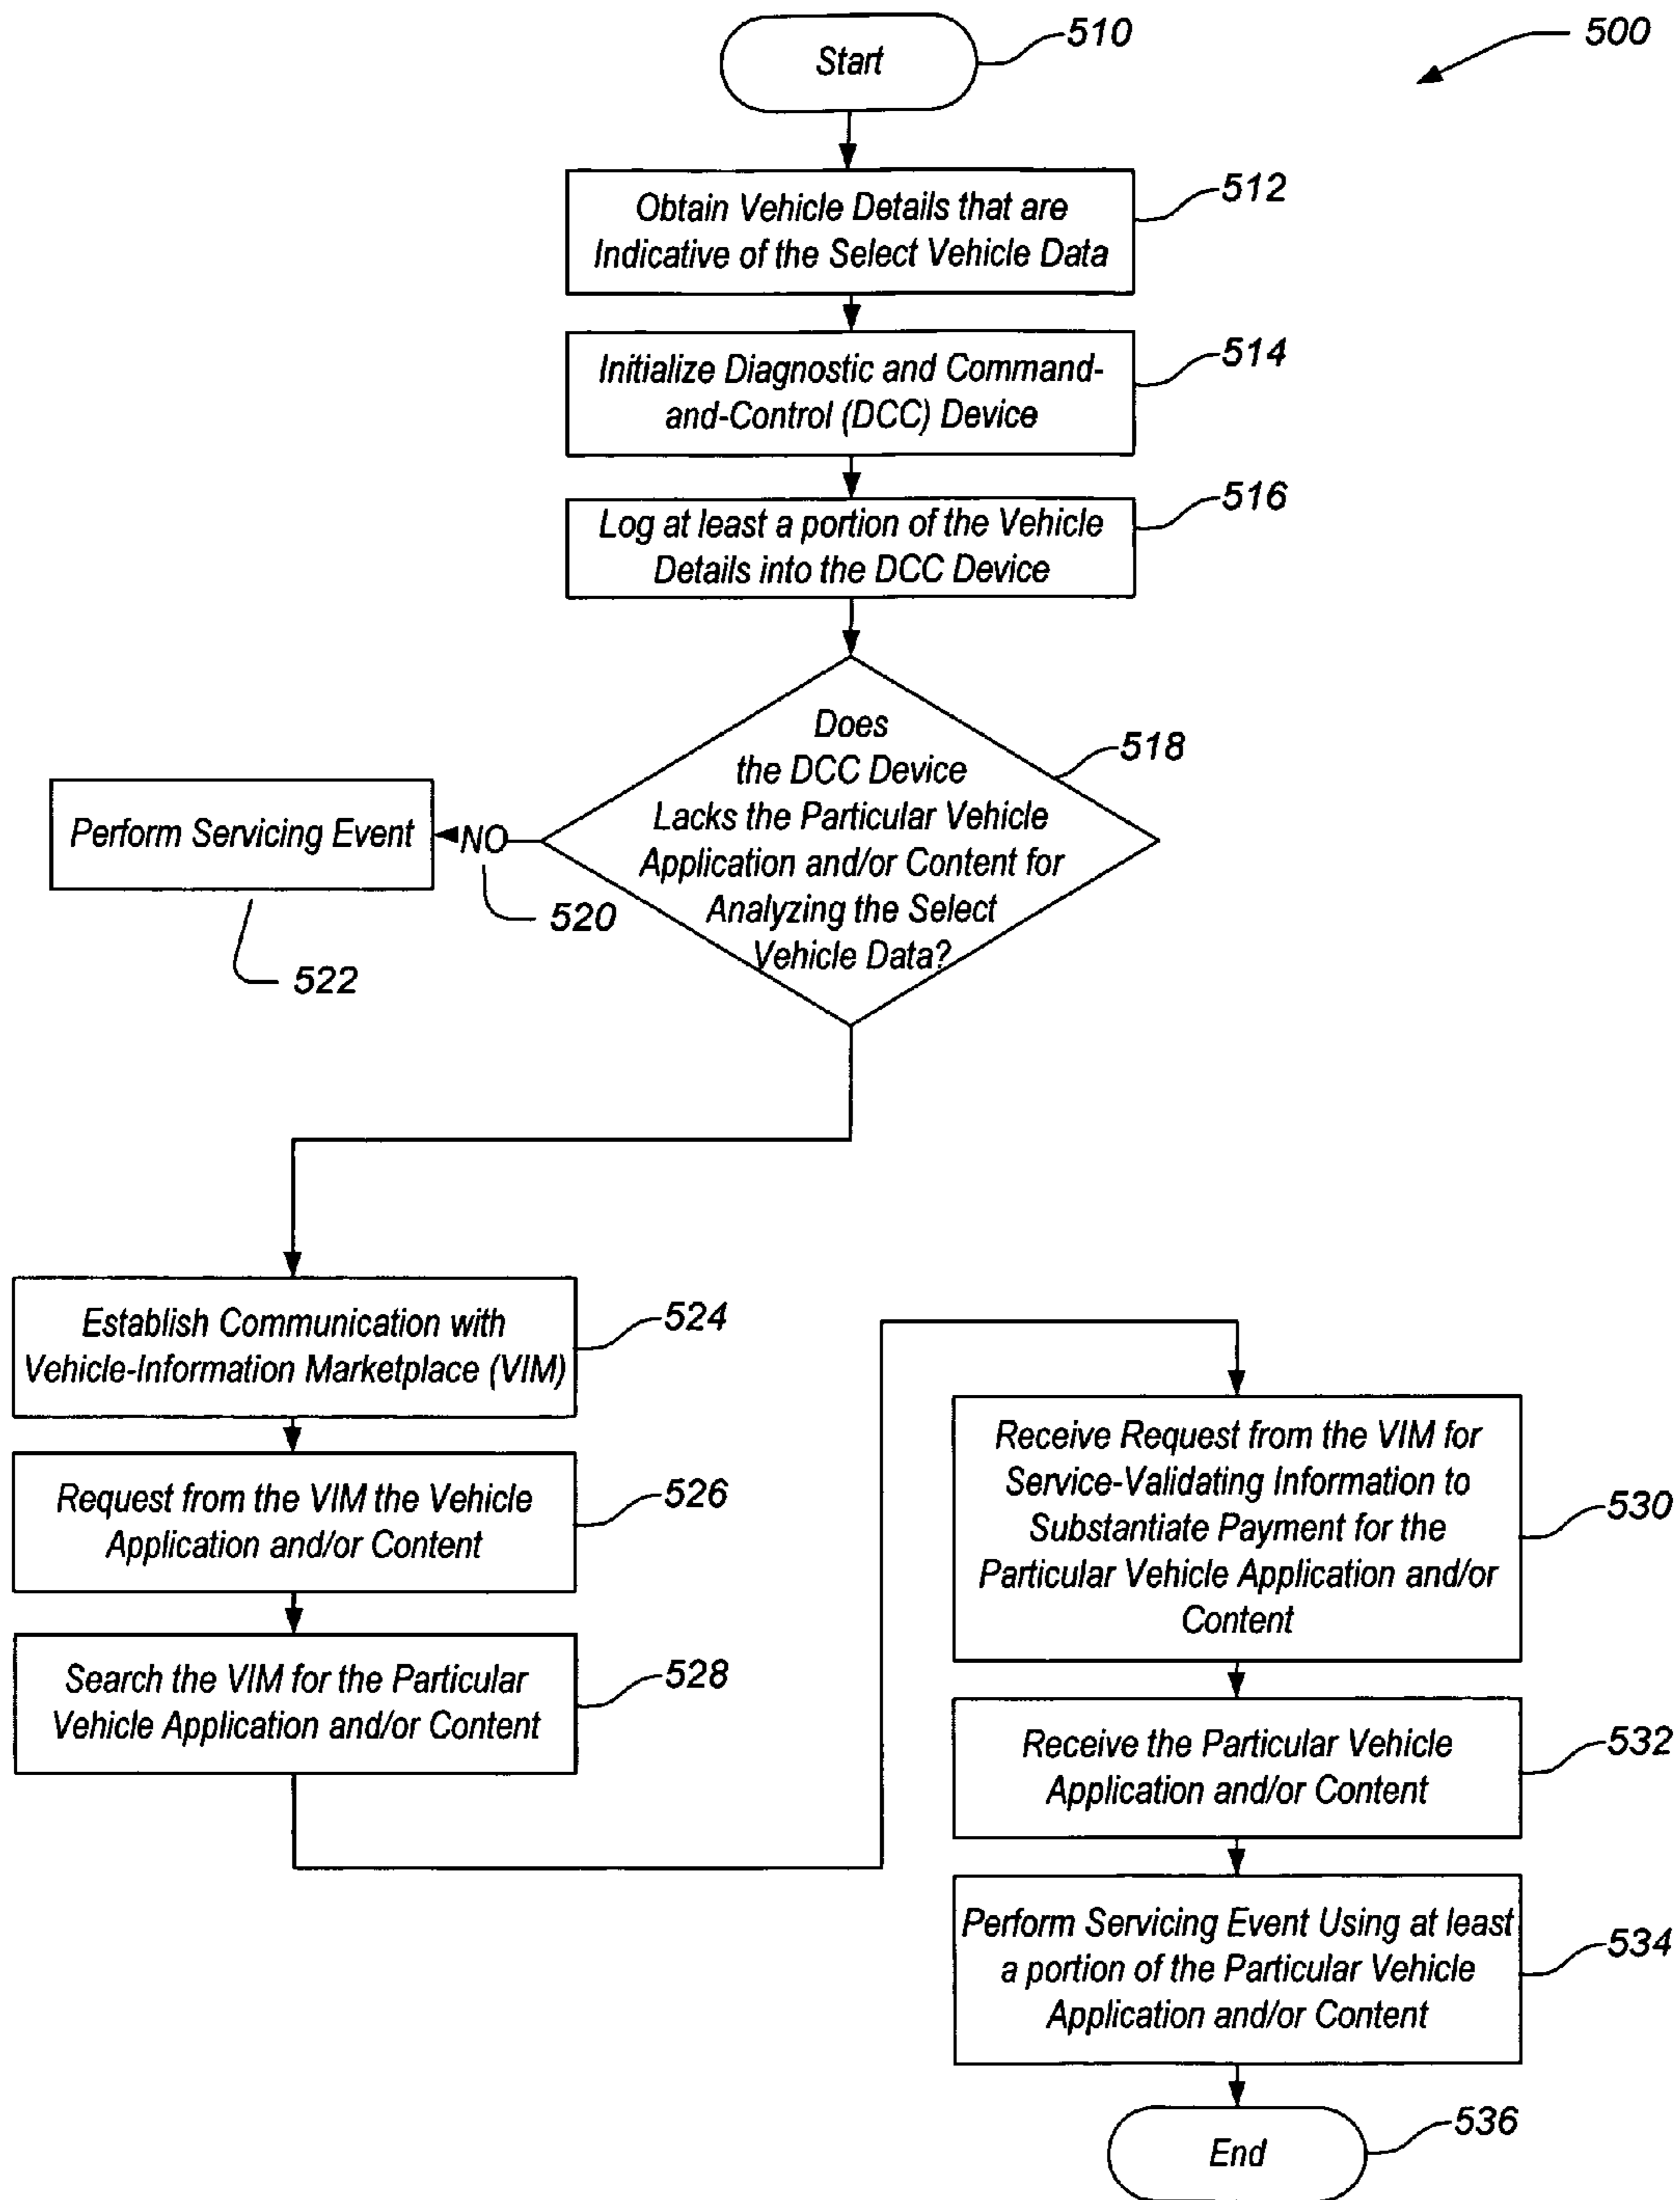 Start
510
500
Obtain Vehicle Details that are
Indicative of the Select Vehicle Data
512
Initialize Diagnostic and Command-
and-Control (DCC) Device
514
Log at least a portion of the Vehicle
Details into the DCC Device
516
Does
the DCC Device
Lacks the Particular Vehicle
Application and/or Content for
Analyzing the Select
Vehicle Data?
518
NO
520
Perform Servicing Event
522
Establish Communication with
Vehicle-Information Marketplace (VIM)
524
Request from the VIM the Vehicle
Application and/or Content
526
Search the VIM for the Particular
Vehicle Application and/or Content
528
Receive Request from the VIM for
Service-Validating Information to
Substantiate Payment for the
Particular Vehicle Application and/or
Content
530
Receive the Particular Vehicle
Application and/or Content
532
Perform Servicing Event Using at least
a portion of the Particular Vehicle
Application and/or Content
534
End
536